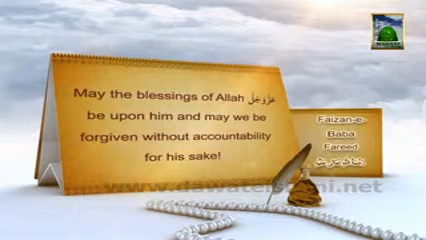 May the blessings of Allah عَزَّوَجَلَّ
be upon him and may we be
forgiven without accountability
for his sake!
Faizan-e-
Baba
Fareed
www.dawateislami.net